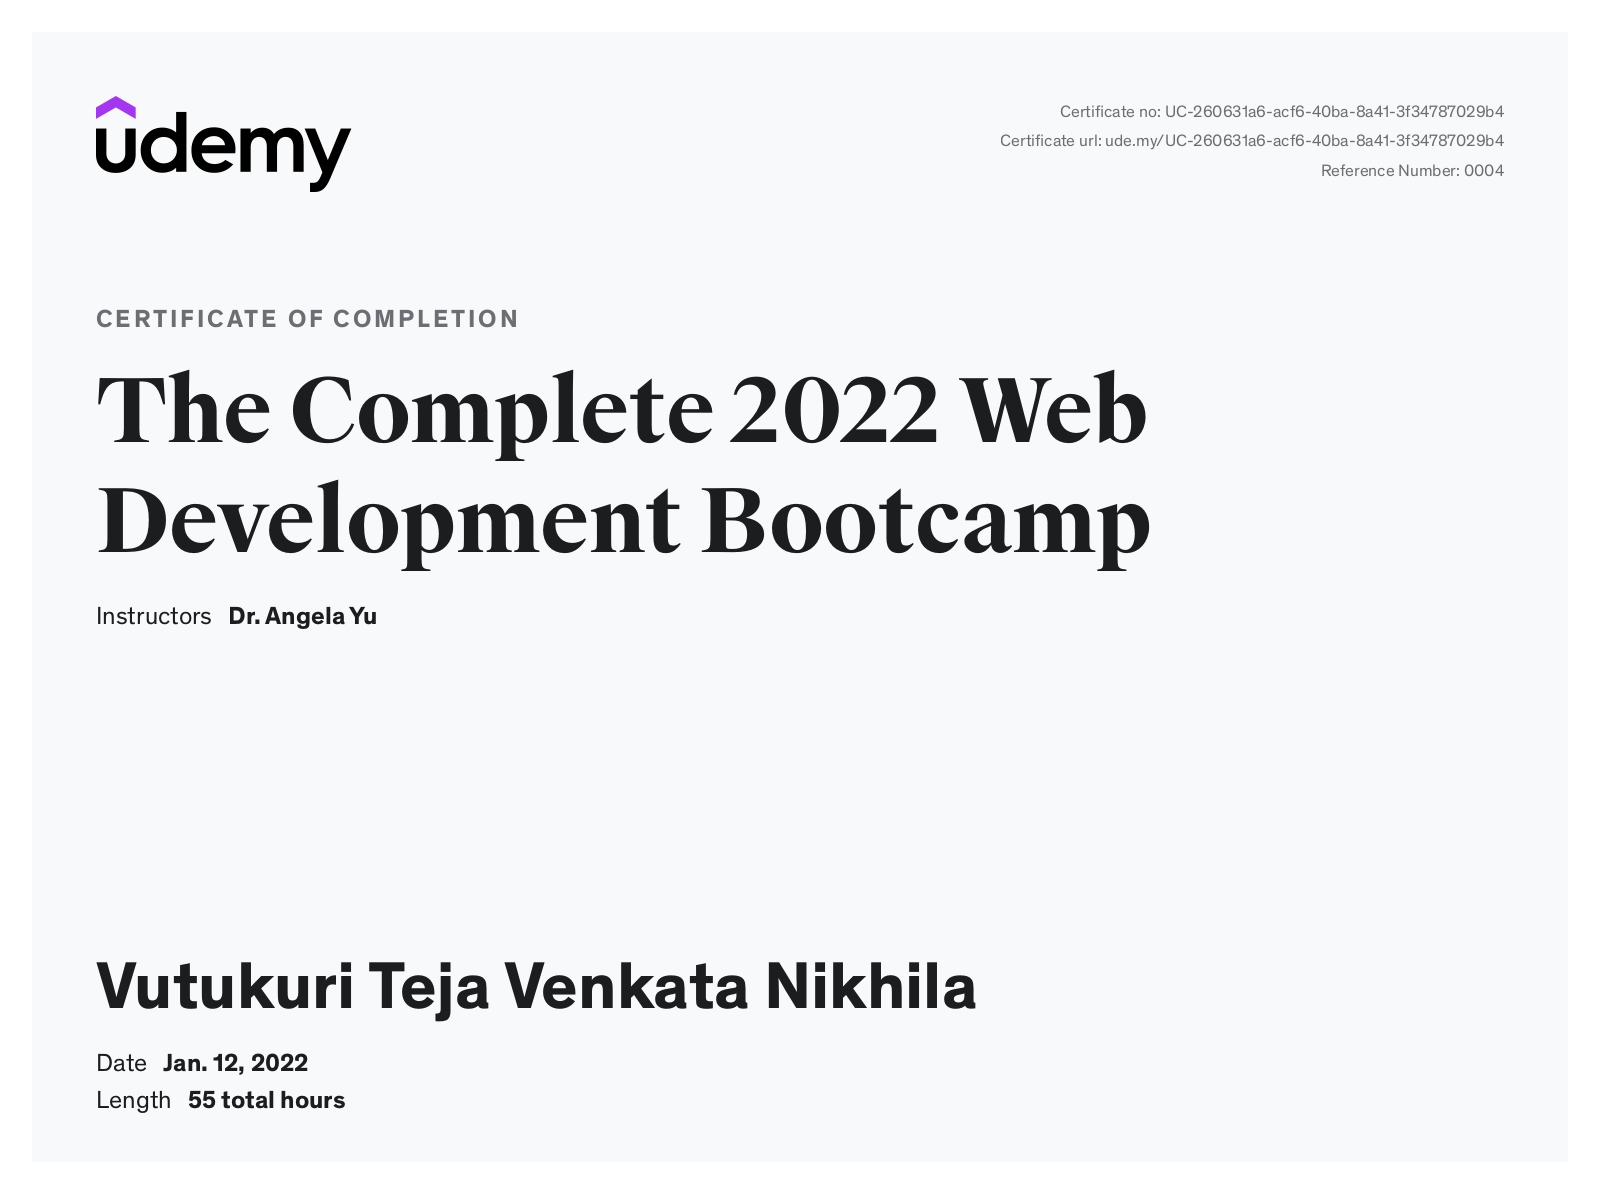 udemy
Certificate no: UC-260631a6-acf6-40ba-8a41-3f34787029b4
Certificate url: ude.my/UC-260631a6-acf6-40ba-8a41-3f34787029b4
Reference Number: 0004
CERTIFICATE OF COMPLETION
The Complete 2022 Web
Development Bootcamp
Instructors Dr. Angela Yu
Vutukuri Teja Venkata Nikhila
Date Jan. 12, 2022
Length 55 total hours